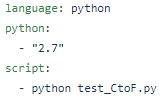 language: python
python:
  - "2.7"
script:
  - python test_CtoF.py